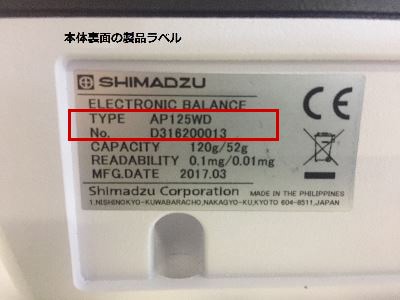 本体裏面の製品ラベル
SHIMADZU
ELECTRONIC BALANCE
TYPE AP125WD
No. D316200013
CAPACITY 120g/52g
READABILITY 0.1mg/0.01mg
MFG.DATE 2017.03
Shimadzu Corporation MADE IN THE PHILIPPINES
1,NISHINOKYO-KUWABARACHO,NAKAGYO-KU,KYOTO 604-8511,JAPAN
CE